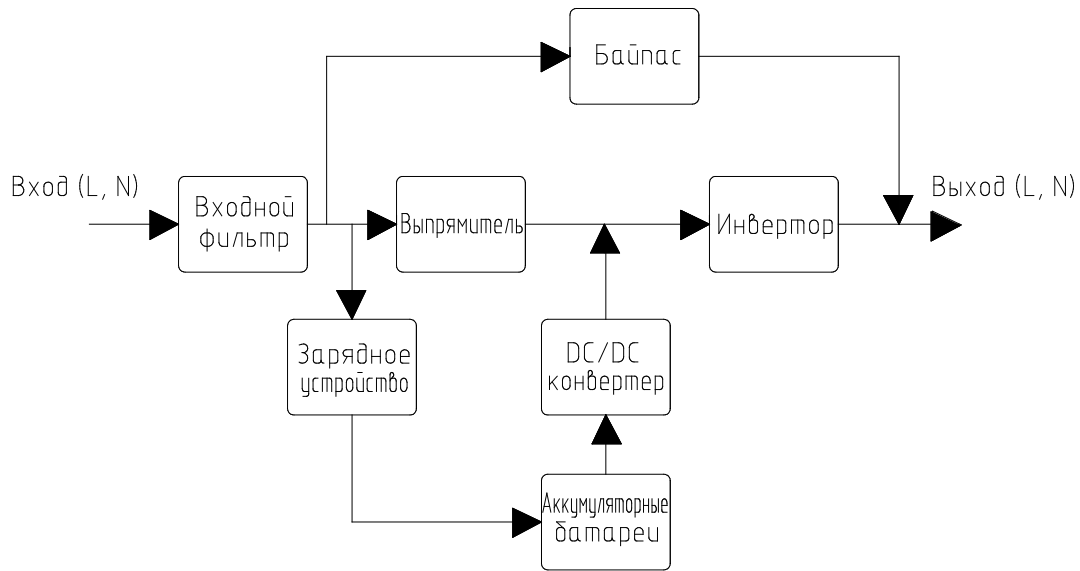 Байпас
Вход (L, N)
Входной
фильтр
Выпрямитель
Инвертор
Выход (L, N)
Зарядное
устройство
DC/DC
конвертер
Аккумуляторные
батареи